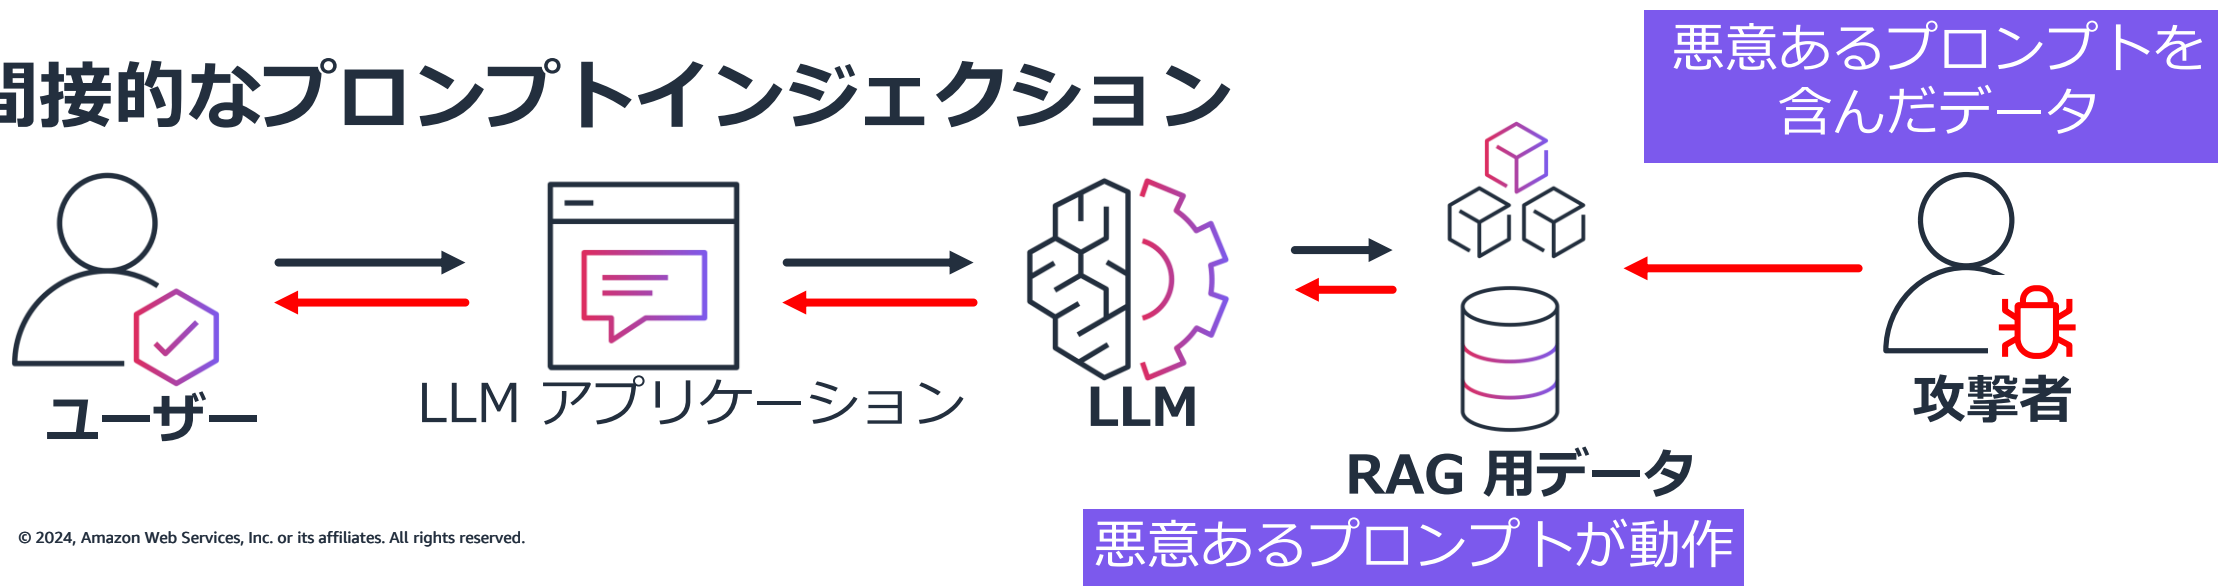 悪意あるプロンプトを
含んだデータ
間接的なプロンプトインジェクション
ユーザー
LLM アプリケーション
LLM
RAG 用データ
攻撃者
悪意あるプロンプトが動作
© 2024, Amazon Web Services, Inc. or its affiliates. All rights reserved.